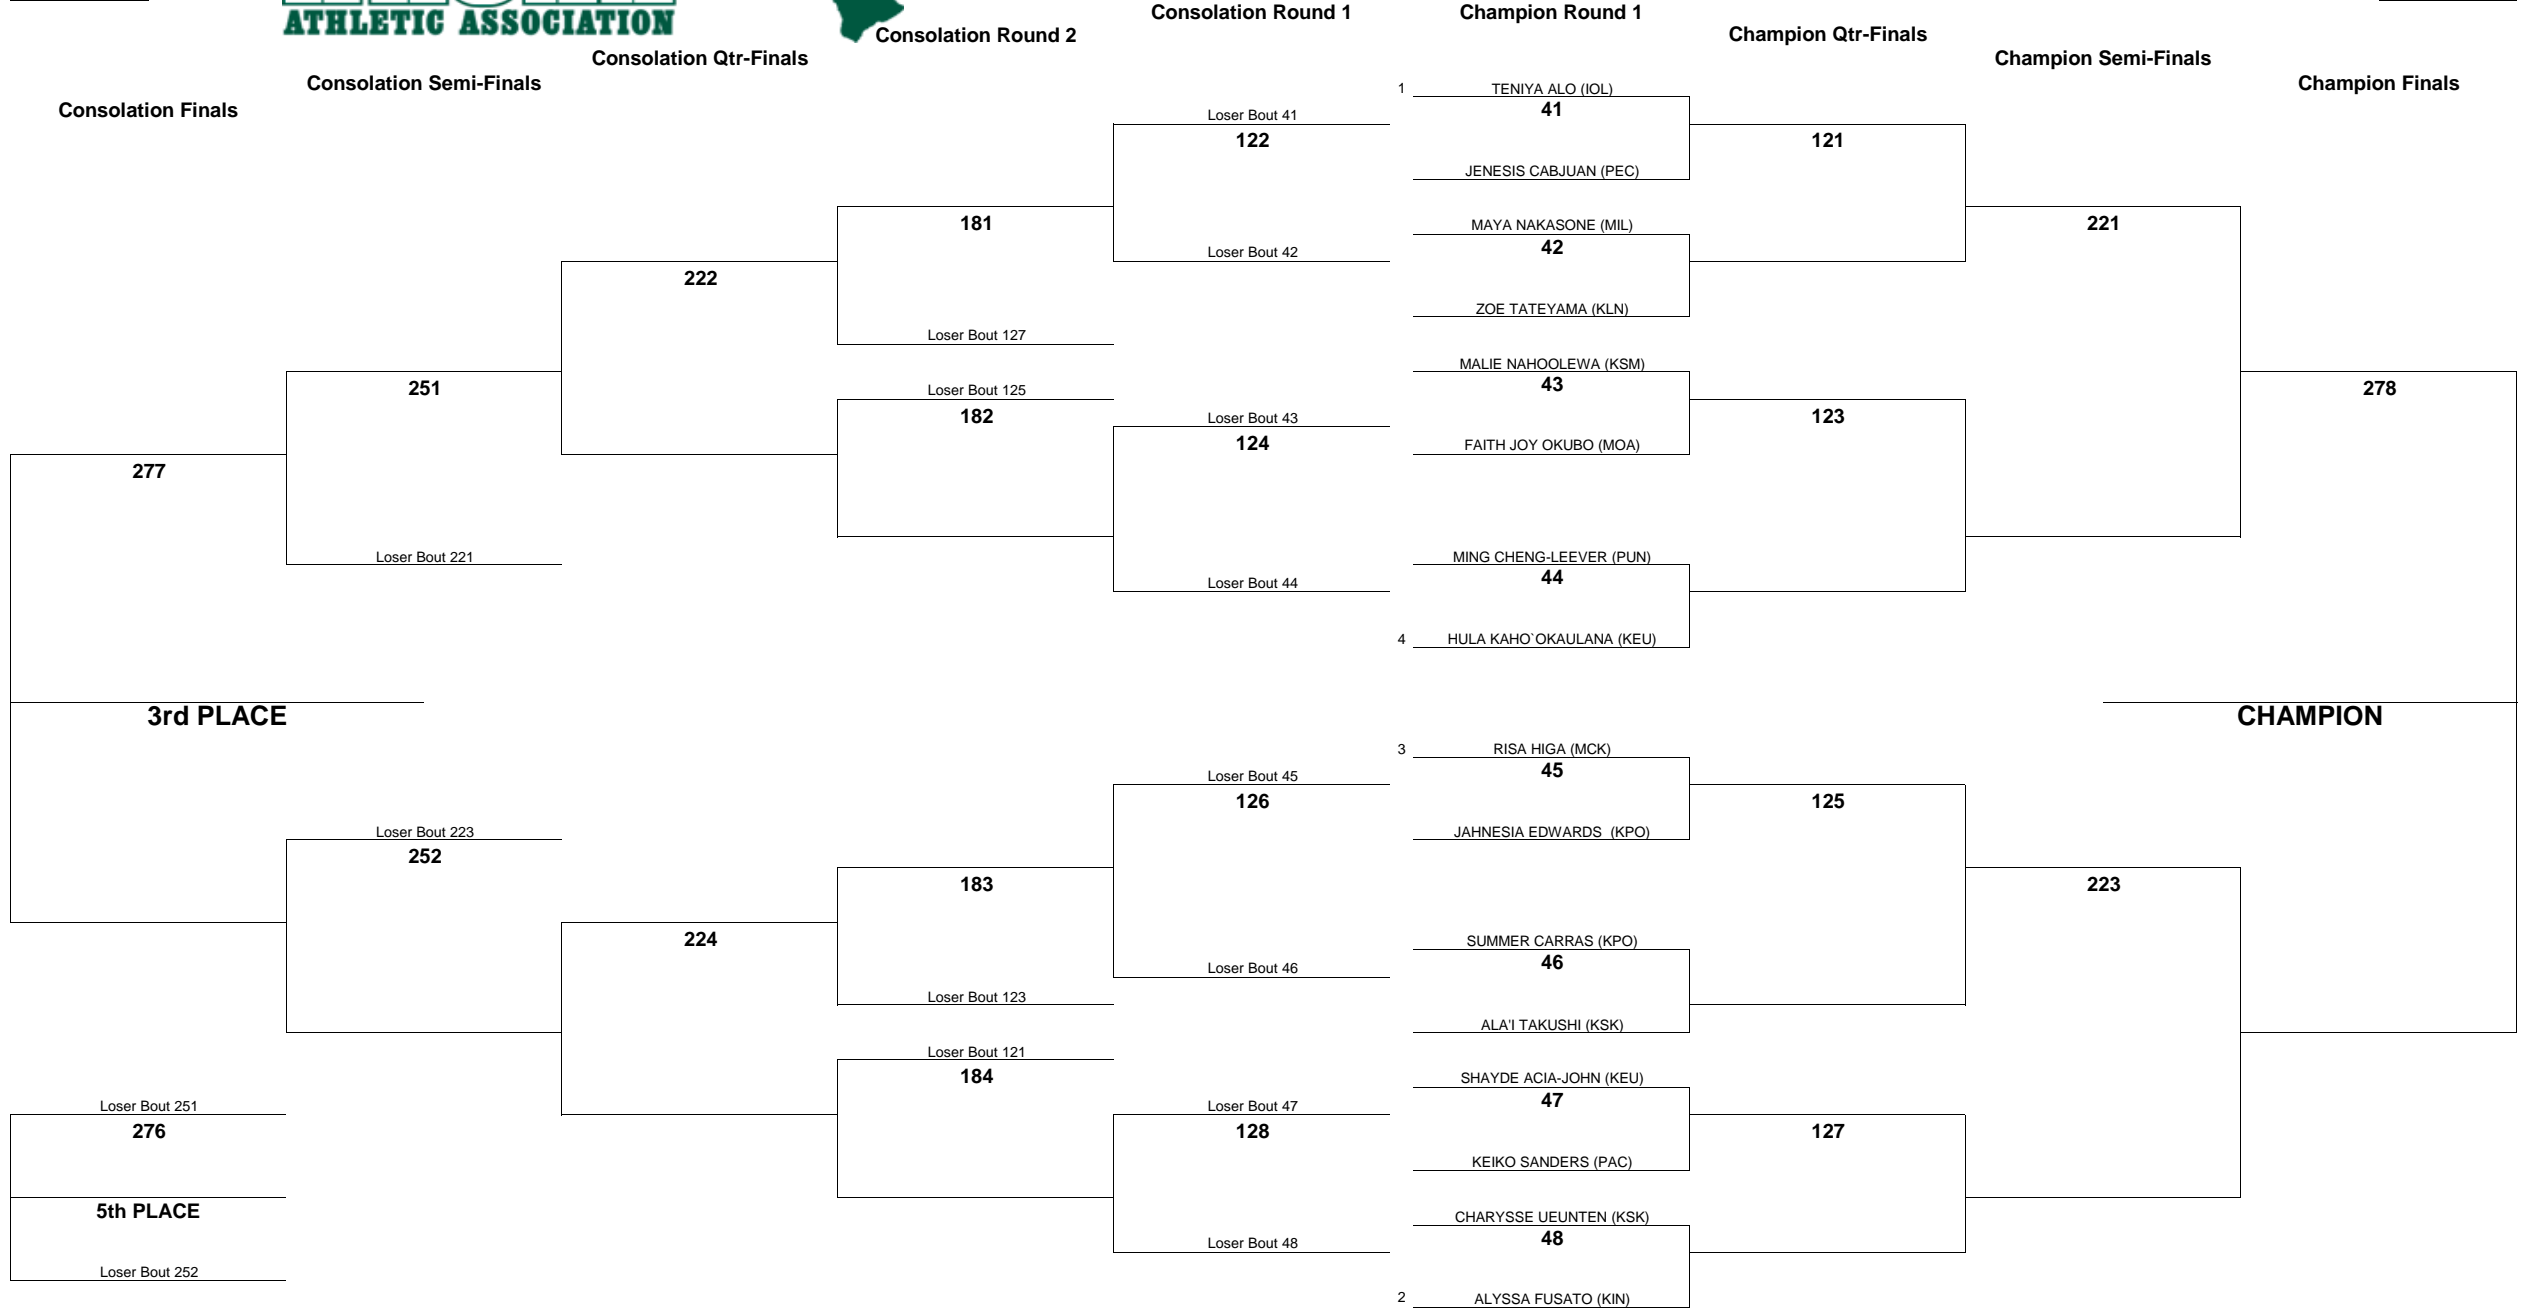 ATHLETIC ASSOCIATION
Consolation Round 1
Champion Round 1
Consolation Round 2
Champion Qtr-Finals
Consolation Qtr-Finals
Champion Semi-Finals
Consolation Semi-Finals
Champion Finals
Consolation Finals
1 TENIYA ALO (IOL)
41
Loser Bout 41
122
121
JENESIS CABJUAN (PEC)
181
MAYA NAKASONE (MIL)
221
42
Loser Bout 42
222
ZOE TATEYAMA (KLN)
Loser Bout 127
MALIE NAHOOLEWA (KSM)
43
251
Loser Bout 125
278
182
Loser Bout 43
123
124
FAITH JOY OKUBO (MOA)
277
Loser Bout 221
MING CHENG-LEEVER (PUN)
44
Loser Bout 44
4 HULA KAHO`OKAULANA (KEU)
3rd PLACE
CHAMPION
3 RISA HIGA (MCK)
45
Loser Bout 45
126
125
Loser Bout 223
JAHNESIA EDWARDS  (KPO)
252
183
223
224
SUMMER CARRAS (KPO)
46
Loser Bout 46
Loser Bout 123
ALA'I TAKUSHI (KSK)
Loser Bout 121
184
SHAYDE ACIA-JOHN (KEU)
47
Loser Bout 251
Loser Bout 47
276
128
127
KEIKO SANDERS (PAC)
5th PLACE
CHARYSSE UEUNTEN (KSK)
48
Loser Bout 48
Loser Bout 252
2 ALYSSA FUSATO (KIN)